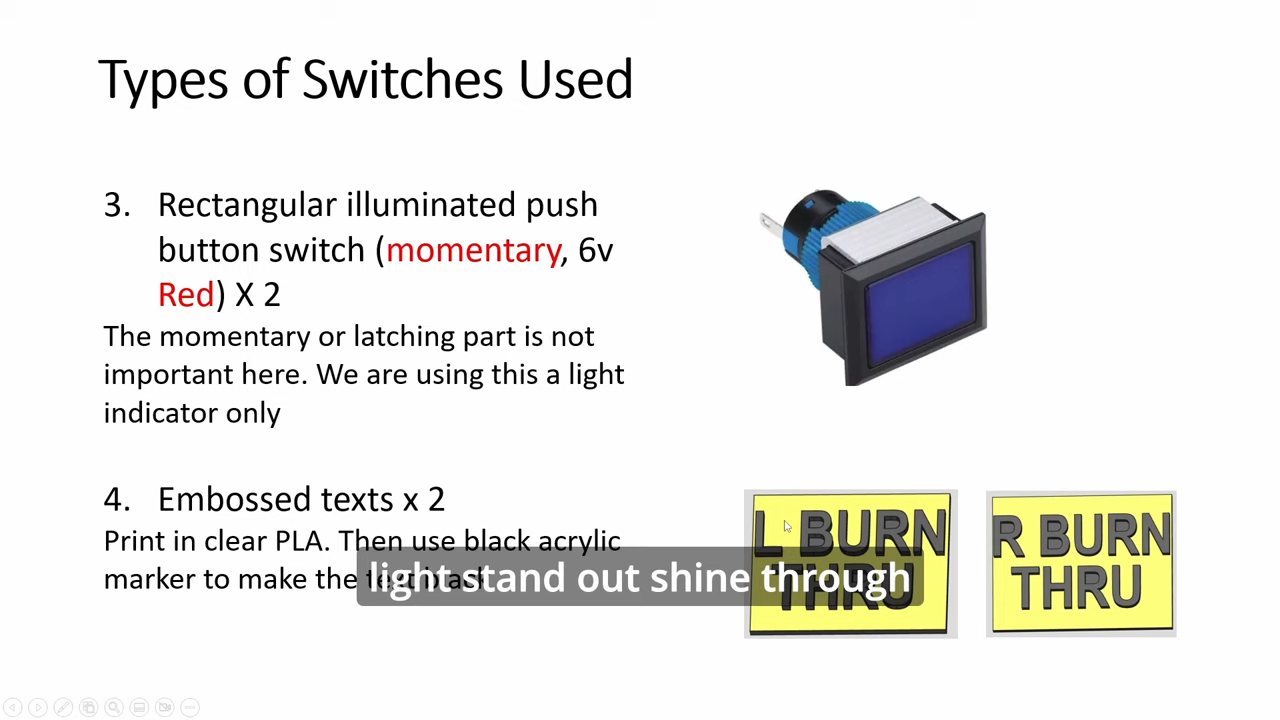 Types of Switches Used
3. Rectangular illuminated push
button switch (momentary, 6v
Red) X 2
The momentary or latching part is not
important here. We are using this a light
indicator only
4. Embossed texts x 2
Print in clear PLA. Then use black acrylic
marker to make the text black
light stand out shine through
L BURN
THRU
R BURN
THRU